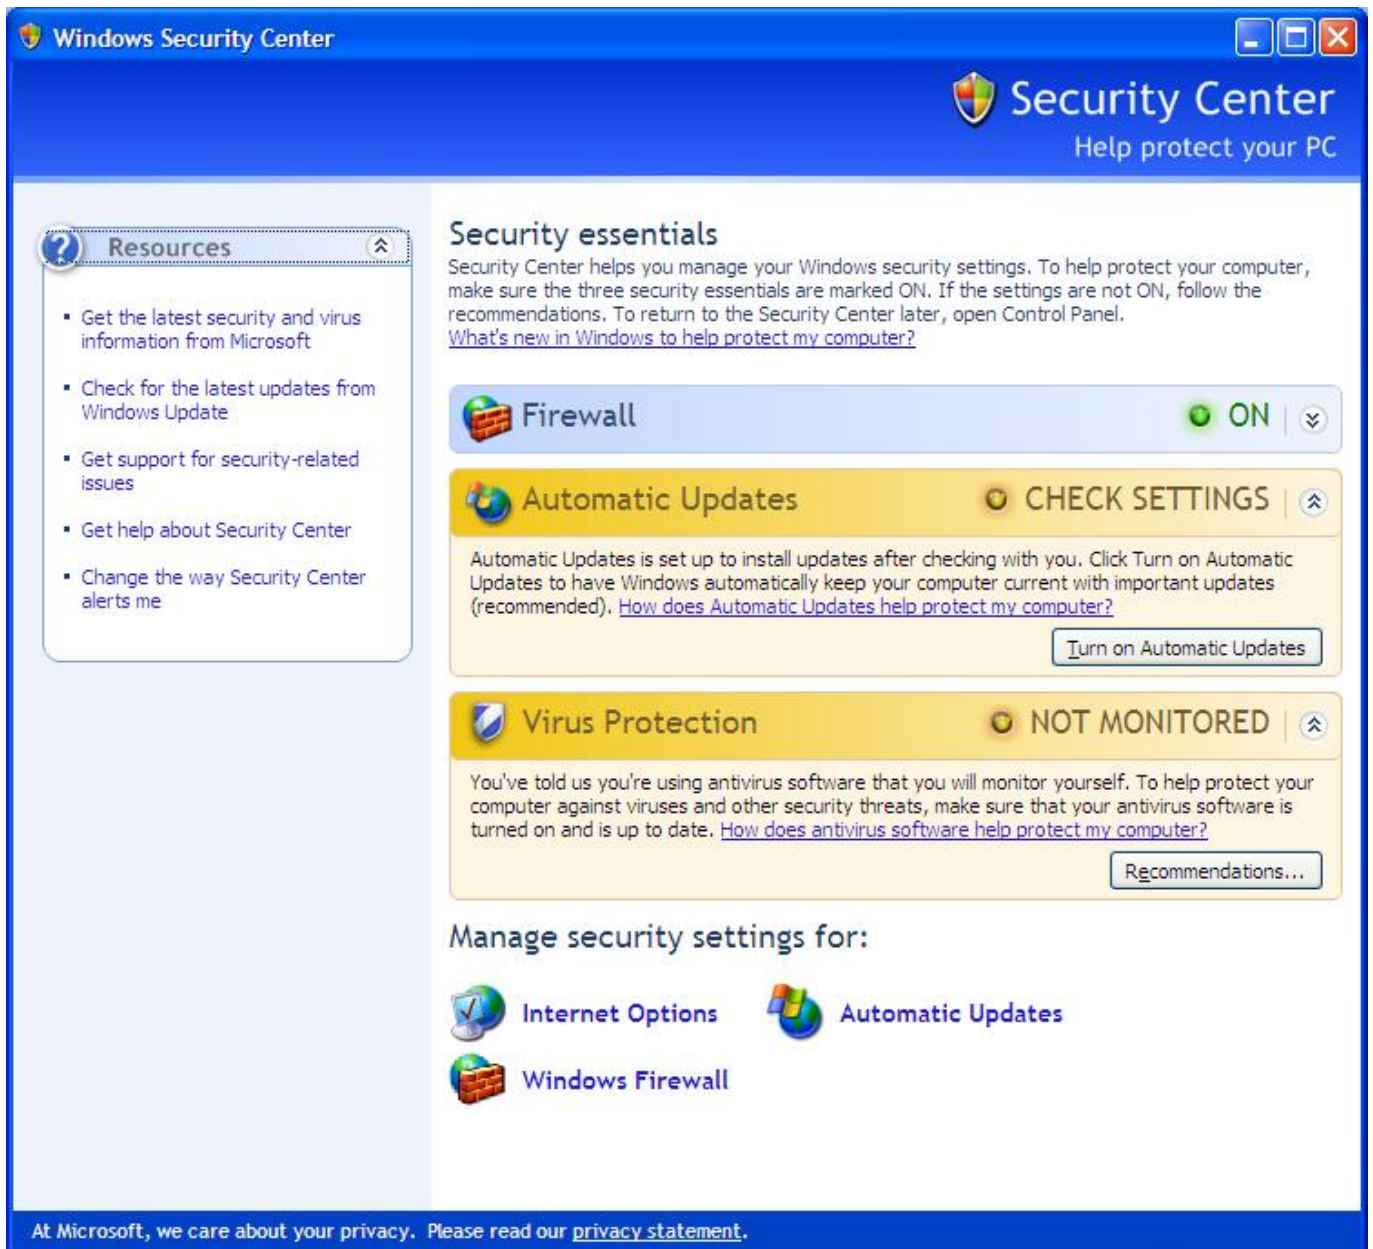 Windows Security Center
Security Center
Help protect your PC
Resources
Get the latest security and virus
information from Microsoft
Check for the latest updates from
Windows Update
Get support for security-related
issues
Get help about Security Center
Change the way Security Center
alerts me
Security essentials
Security Center helps you manage your Windows security settings. To help protect your computer,
make sure the three security essentials are marked ON. If the settings are not ON, follow the
recommendations. To return to the Security Center later, open Control Panel.
What's new in Windows to help protect my computer?
Firewall ON
Automatic Updates CHECK SETTINGS
Automatic Updates is set up to install updates after checking with you. Click Turn on Automatic
Updates to have Windows automatically keep your computer current with important updates
(recommended). How does Automatic Updates help protect my computer?
Turn on Automatic Updates
Virus Protection NOT MONITORED
You've told us you're using antivirus software that you will monitor yourself. To help protect your
computer against viruses and other security threats, make sure that your antivirus software is
turned on and is up to date. How does antivirus software help protect my computer?
Recommendations...
Manage security settings for:
Internet Options Automatic Updates
Windows Firewall
At Microsoft, we care about your privacy. Please read our privacy statement.